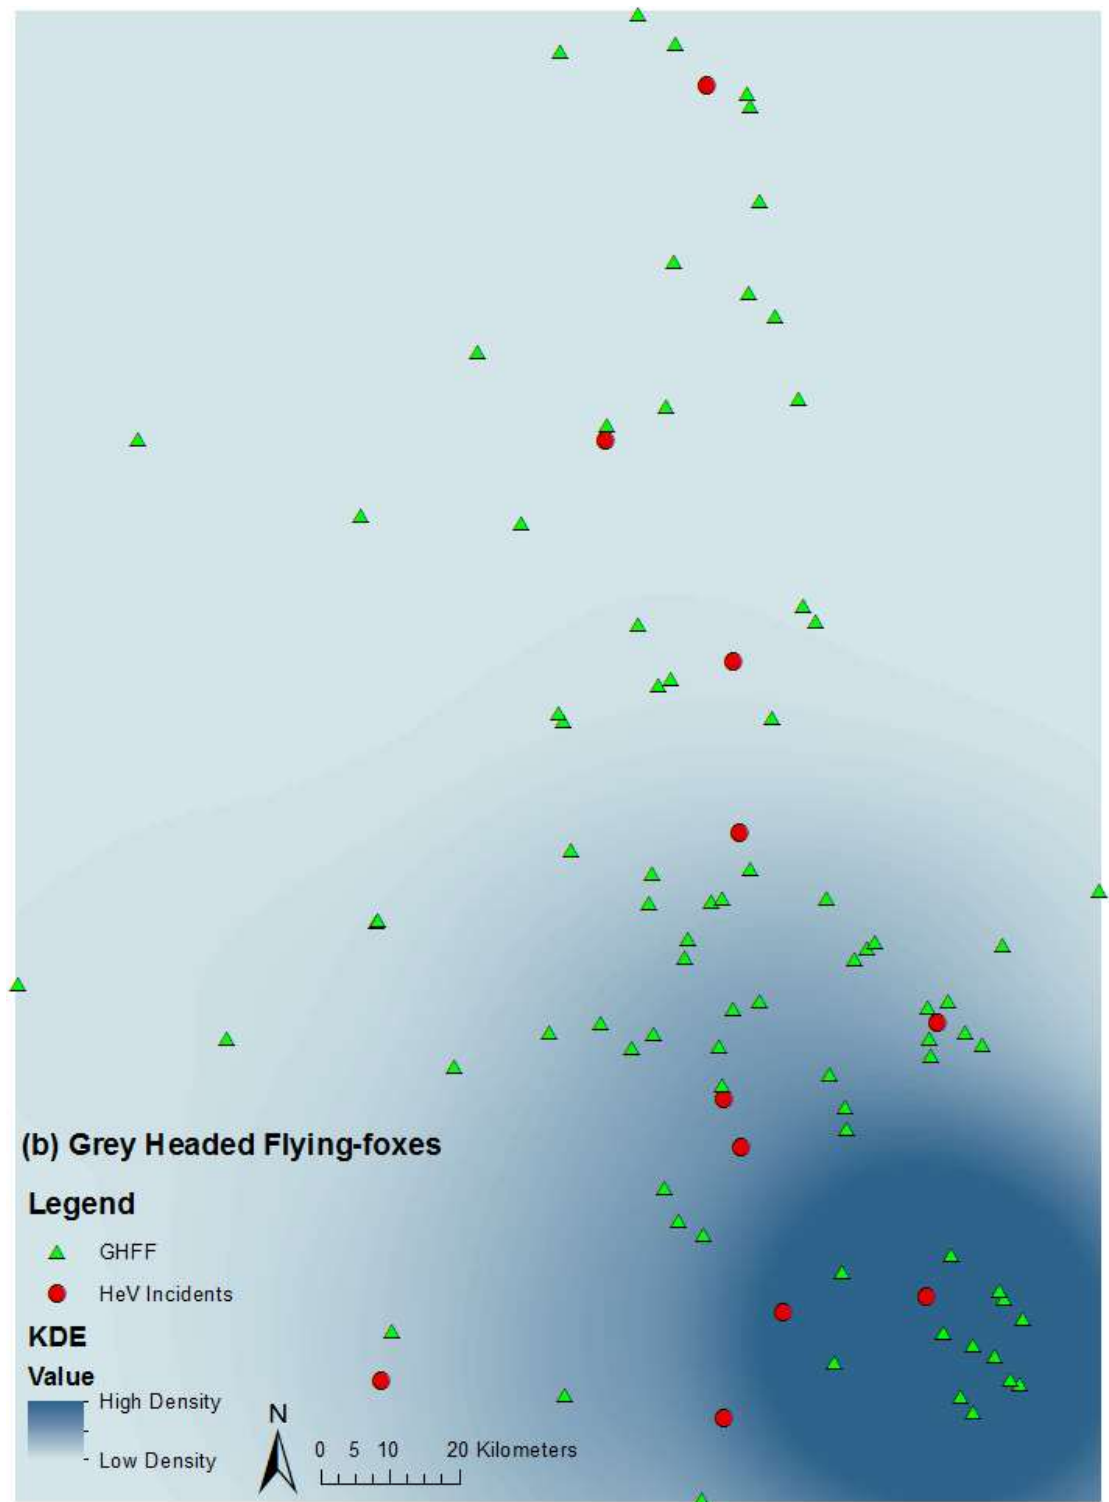 (b) Grey Headed Flying-foxes
Legend
GHFF
HeV Incidents
KDE
Value
High Density
Low Density
N
0 5 10 20 Kilometers